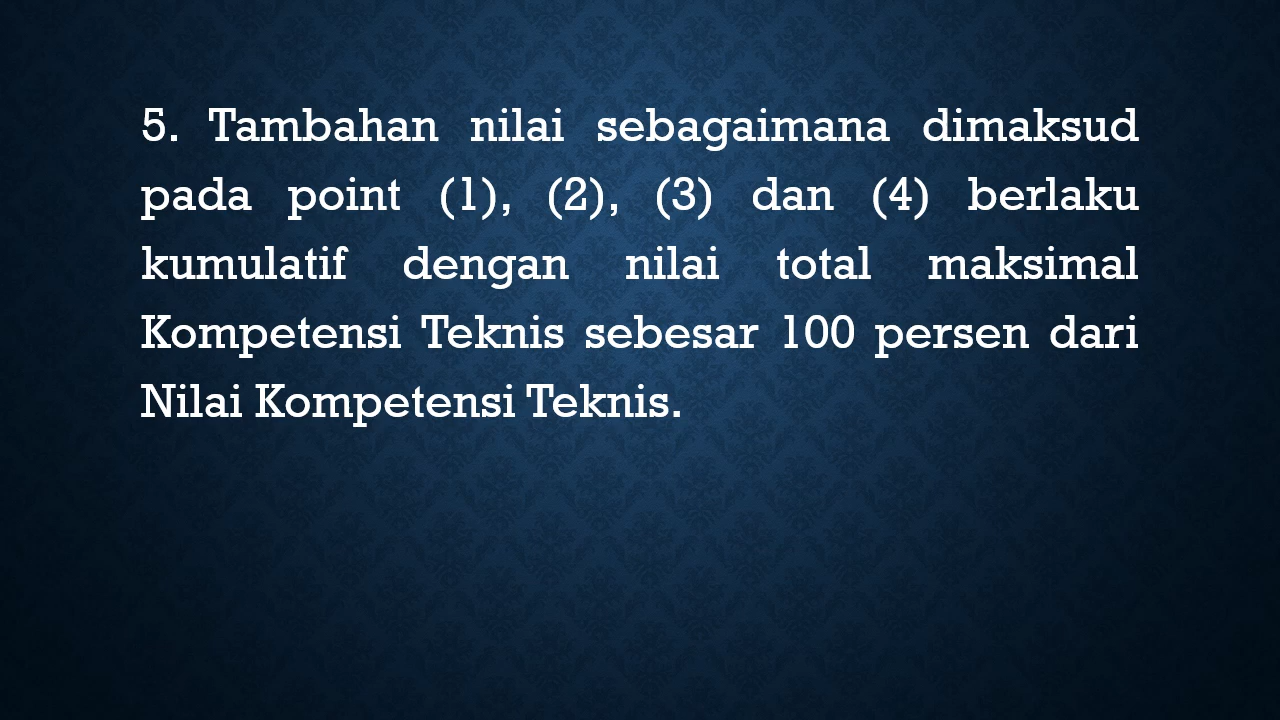 5. Tambahan nilai sebagaimana dimaksud
pada point (1), (2), (3) dan (4) berlaku
kumulatif dengan nilai total maksimal
Kompetensi Teknis sebesar 100 persen dari
Nilai Kompetensi Teknis.